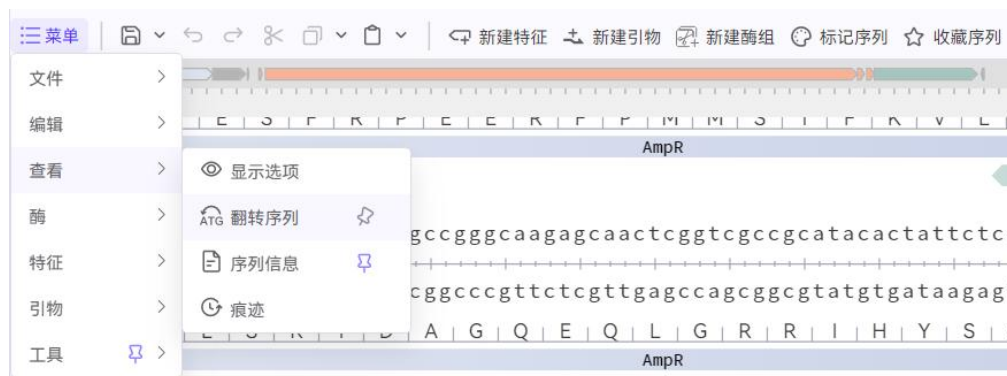 菜单 新建特征 新建引物 新建酶组 标记序列 收藏序列
文件
编辑
E S F R P E E R F P M M S T F K V L
AmpR
查看
显示选项
酶
ATG 翻转序列
gccgggcaagagcaactcggtcgccgcatacactattctc
特征
序列信息
cggcccgttctcgttgagccagcggcgtatgtgataagag
引物
痕迹
A G Q E Q L G R R I H Y S
工具
AmpR